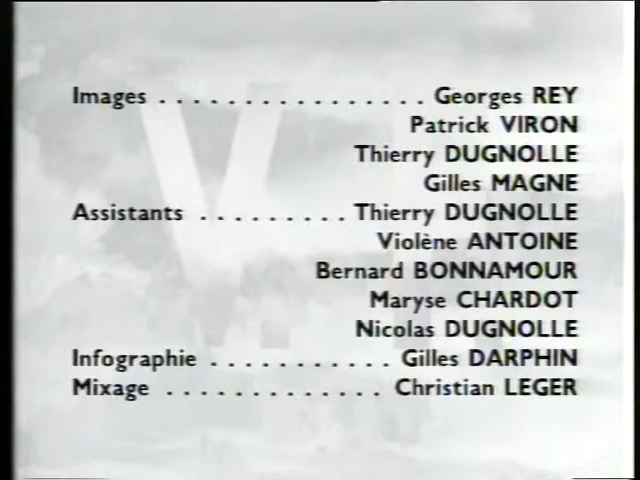 Images . . . . . . . . . . . . . . . . Georges REY
Patrick VIRON
Thierry DUGNOLLE
Gilles MAGNE
Assistants . . . . . . . . . Thierry DUGNOLLE
Violène ANTOINE
Bernard BONNAMOUR
Maryse CHARDOT
Nicolas DUGNOLLE
Infographie . . . . . . . . . . . Gilles DARPHIN
Mixage . . . . . . . . . . . . . Christian LEGER